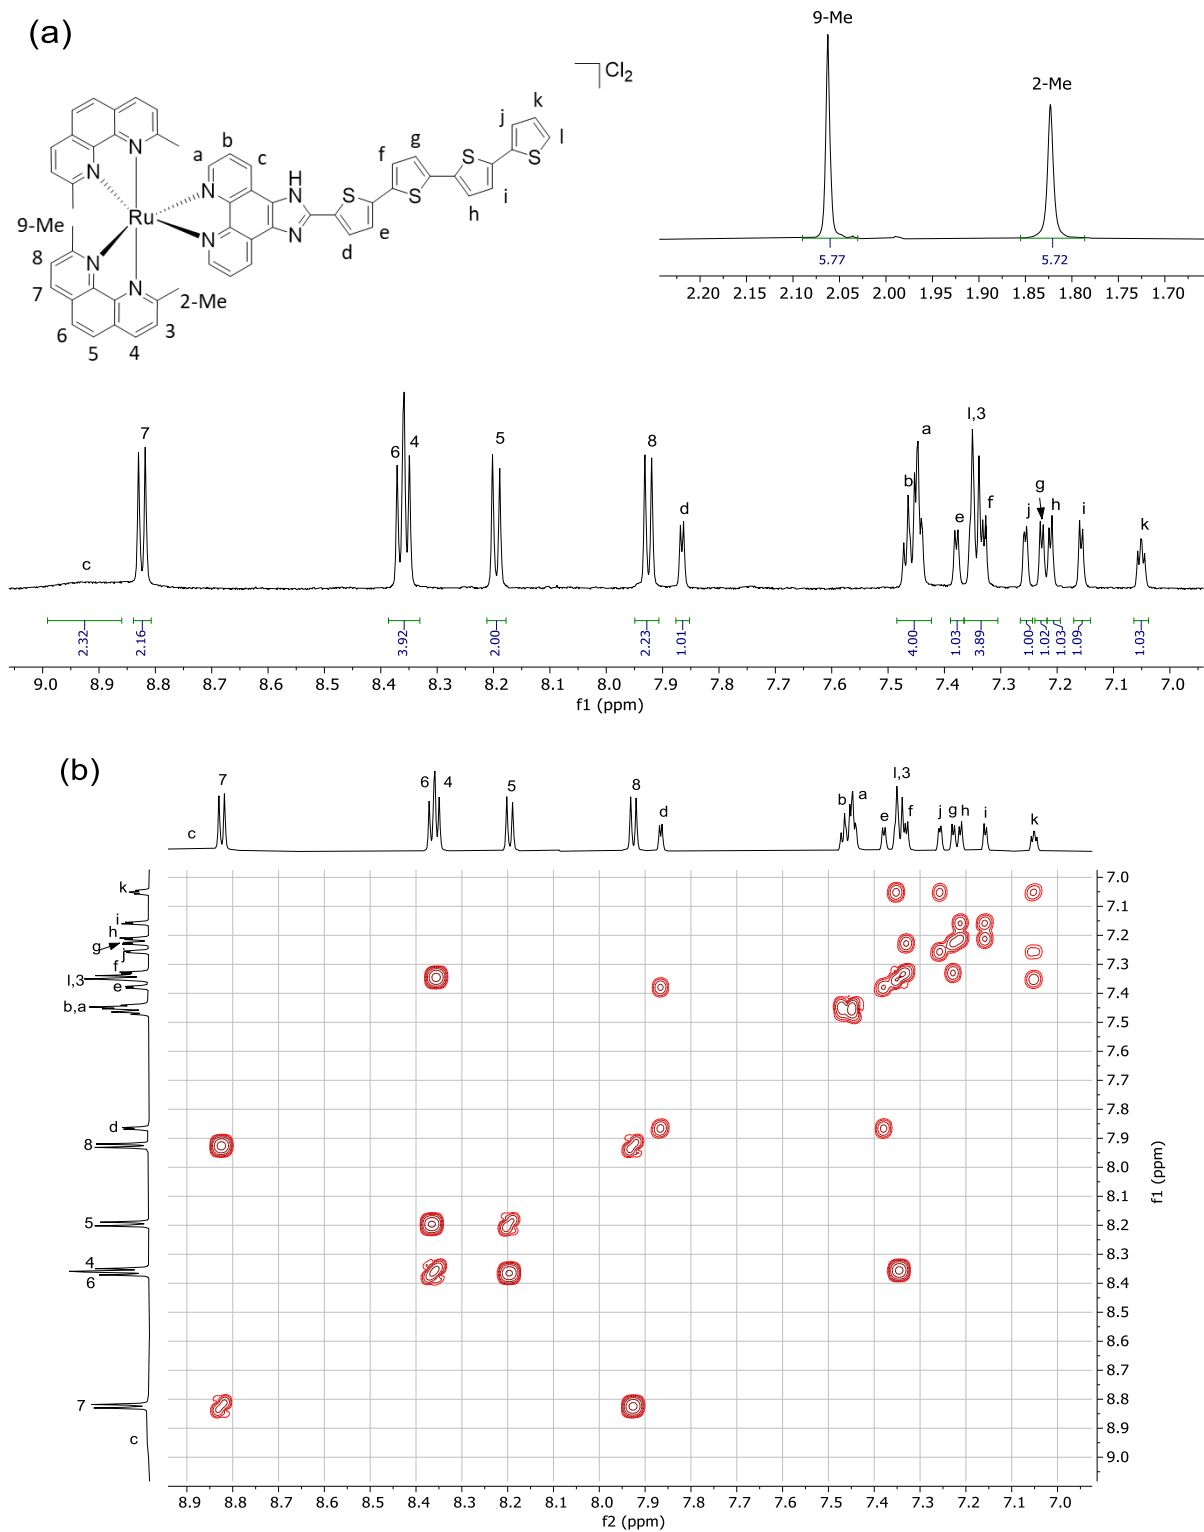 (a)
Cl2
N
N
N
N
N
N
Ru
H
N
N
S
S
S
S
a
b
c
d
e
f
g
h
i
j
k
l
9-Me
8
7
6
5
4
3
2-Me
9-Me
2-Me
5.77
5.72
2.20 2.15 2.10 2.05 2.00 1.95 1.90 1.85 1.80 1.75 1.70
c
7
6
4
5
8
d
b
a
e
l,3
f
j
g
h
i
k
2.32
2.16
3.92
2.00
2.23
1.01
4.00
1.03
3.89
1.00
1.02
1.03
1.09
1.03
9.0 8.9 8.8 8.7 8.6 8.5 8.4 8.3 8.2 8.1 8.0 7.9 7.8 7.7 7.6 7.5 7.4 7.3 7.2 7.1 7.0
f1 (ppm)
(b)
c
7
6
4
5
8
d
b
a
e
l,3
f
j
g
h
i
k
k
i
h
g
j
f
l,3
e
b,a
d
8
5
4
6
7
c
7.0
7.1
7.2
7.3
7.4
7.5
7.6
7.7
7.8
7.9
8.0
8.1
8.2
8.3
8.4
8.5
8.6
8.7
8.8
8.9
9.0
f1 (ppm)
8.9 8.8 8.7 8.6 8.5 8.4 8.3 8.2 8.1 8.0 7.9 7.8 7.7 7.6 7.5 7.4 7.3 7.2 7.1 7.0
f2 (ppm)